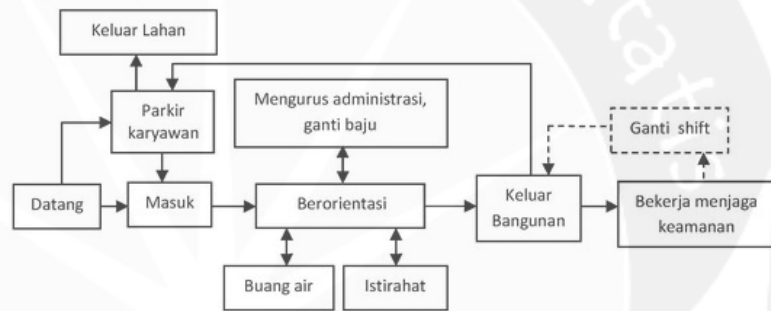 Keluar Lahan
Parkir
karyawan
Mengurus administrasi,
ganti baju
Ganti shift
Datang
Masuk
Berorientasi
Keluar
Bangunan
Bekerja menjaga
keamanan
Buang air
Istirahat